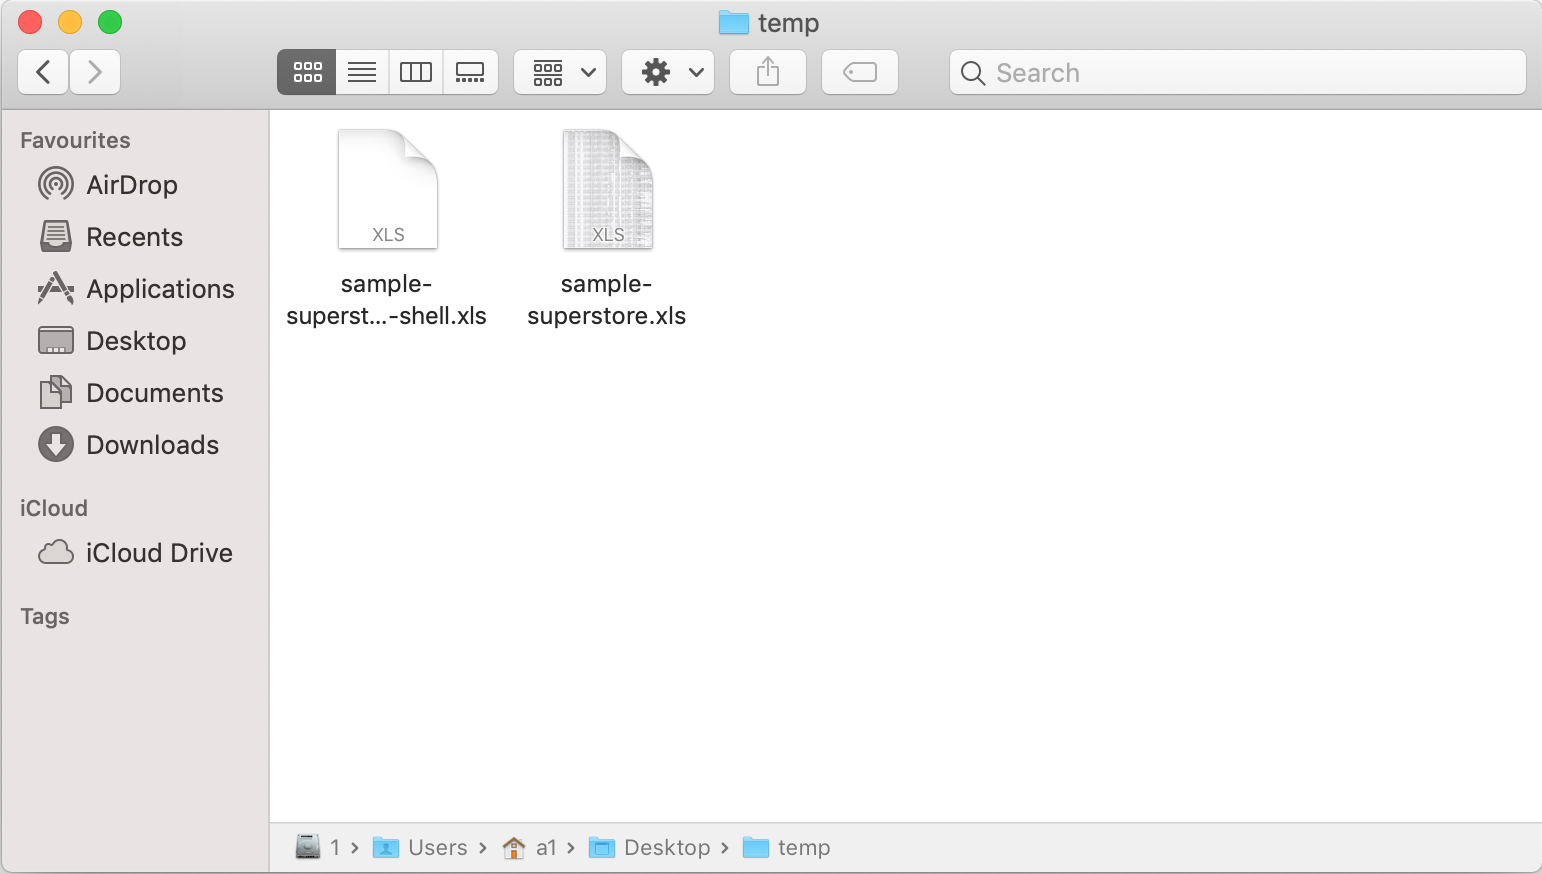 temp
Search
Favourites
AirDrop
Recents
Applications
Desktop
Documents
Downloads
iCloud
iCloud Drive
Tags
XLS
sample-
superst...-shell.xls
XLS
sample-
superstore.xls
1 › Users › a1 › Desktop › temp